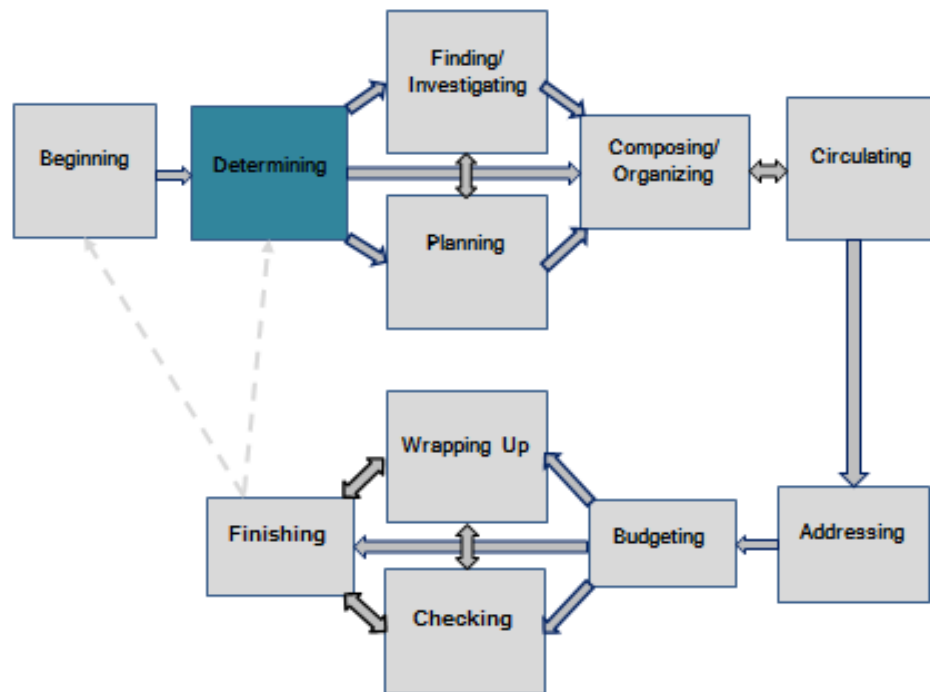 Beginning
Determining
Finding/
Investigating
Planning
Composing/
Organizing
Circulating
Wrapping Up
Finishing
Checking
Budgeting
Addressing